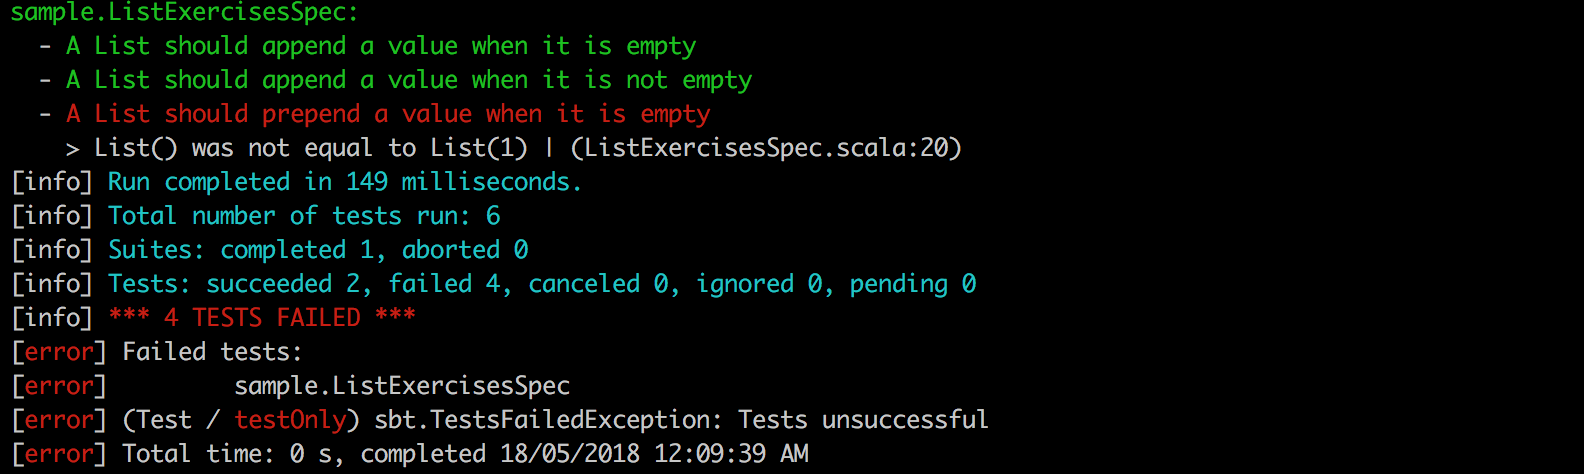 sample.ListExercisesSpec:
- A List should append a value when it is empty
- A List should append a value when it is not empty
- A List should prepend a value when it is empty
> List() was not equal to List(1) | (ListExercisesSpec.scala:20)
[info] Run completed in 149 milliseconds.
[info] Total number of tests run: 6
[info] Suites: completed 1, aborted 0
[info] Tests: succeeded 2, failed 4, canceled 0, ignored 0, pending 0
[info] *** 4 TESTS FAILED ***
[error] Failed tests:
[error] sample.ListExercisesSpec
[error] (Test / testOnly) sbt.TestsFailedException: Tests unsuccessful
[error] Total time: 0 s, completed 18/05/2018 12:09:39 AM